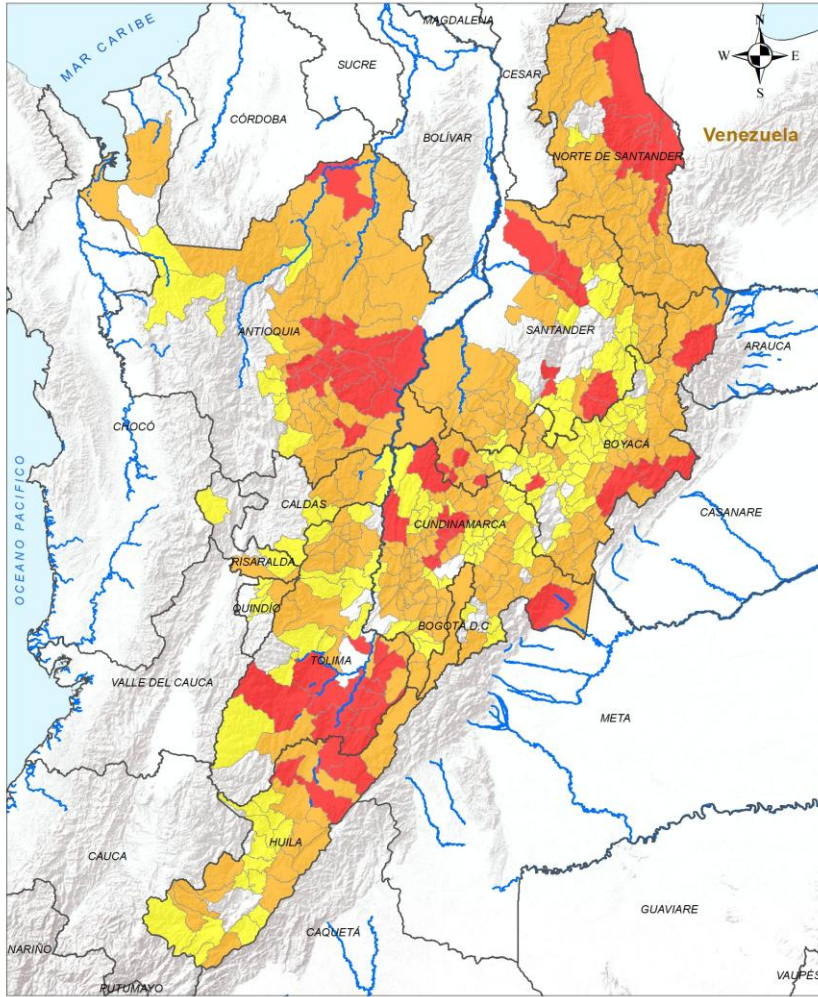 MAR CARIBE
MAGDALENA
SUCRE
CESAR
CÓRDOBA
BOLÍVAR
N
W
E
S
Venezuela
NORTE DE SANTANDER
ANTIOQUIA
SANTANDER
ARAUCA
CHOCÓ
BOYACÁ
OCEANO PACIFICO
CALDAS
CUNDINAMARCA
CASANARE
RISARALDA
QUINDÍO
BOGOTÁ,D.C
TOLIMA
VALLE DEL CAUCA
META
HUILA
CAUCA
GUAVIARE
CAQUETÁ
NARIÑO
PUTUMAYO
VAUPÉS